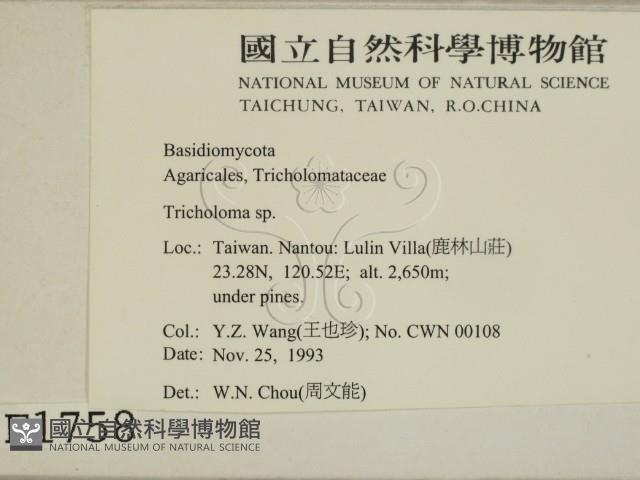 國立自然科學博物館
NATIONAL MUSEUM OF NATURAL SCIENCE
TAICHUNG, TAIWAN, R.O.CHINA
Basidiomycota
Agaricales, Tricholomataceae
Tricholoma sp.
Loc.: Taiwan. Nantou: Lulin Villa(鹿林山莊)
23.28N, 120.52E; alt. 2,650m;
under pines.
Col.: Y.Z. Wang(王也珍); No. CWN 00108
Date: Nov. 25, 1993
Det.: W.N. Chou(周文能)
F1758
國立自然科學博物館
NATIONAL MUSEUM OF NATURAL SCIENCE